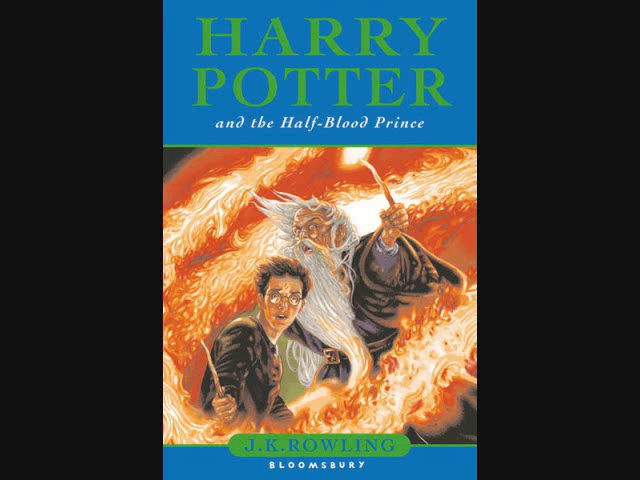 HARRY
POTTER
and the Half-Blood Prince
J.K.ROWLING
BLOOMSBURY